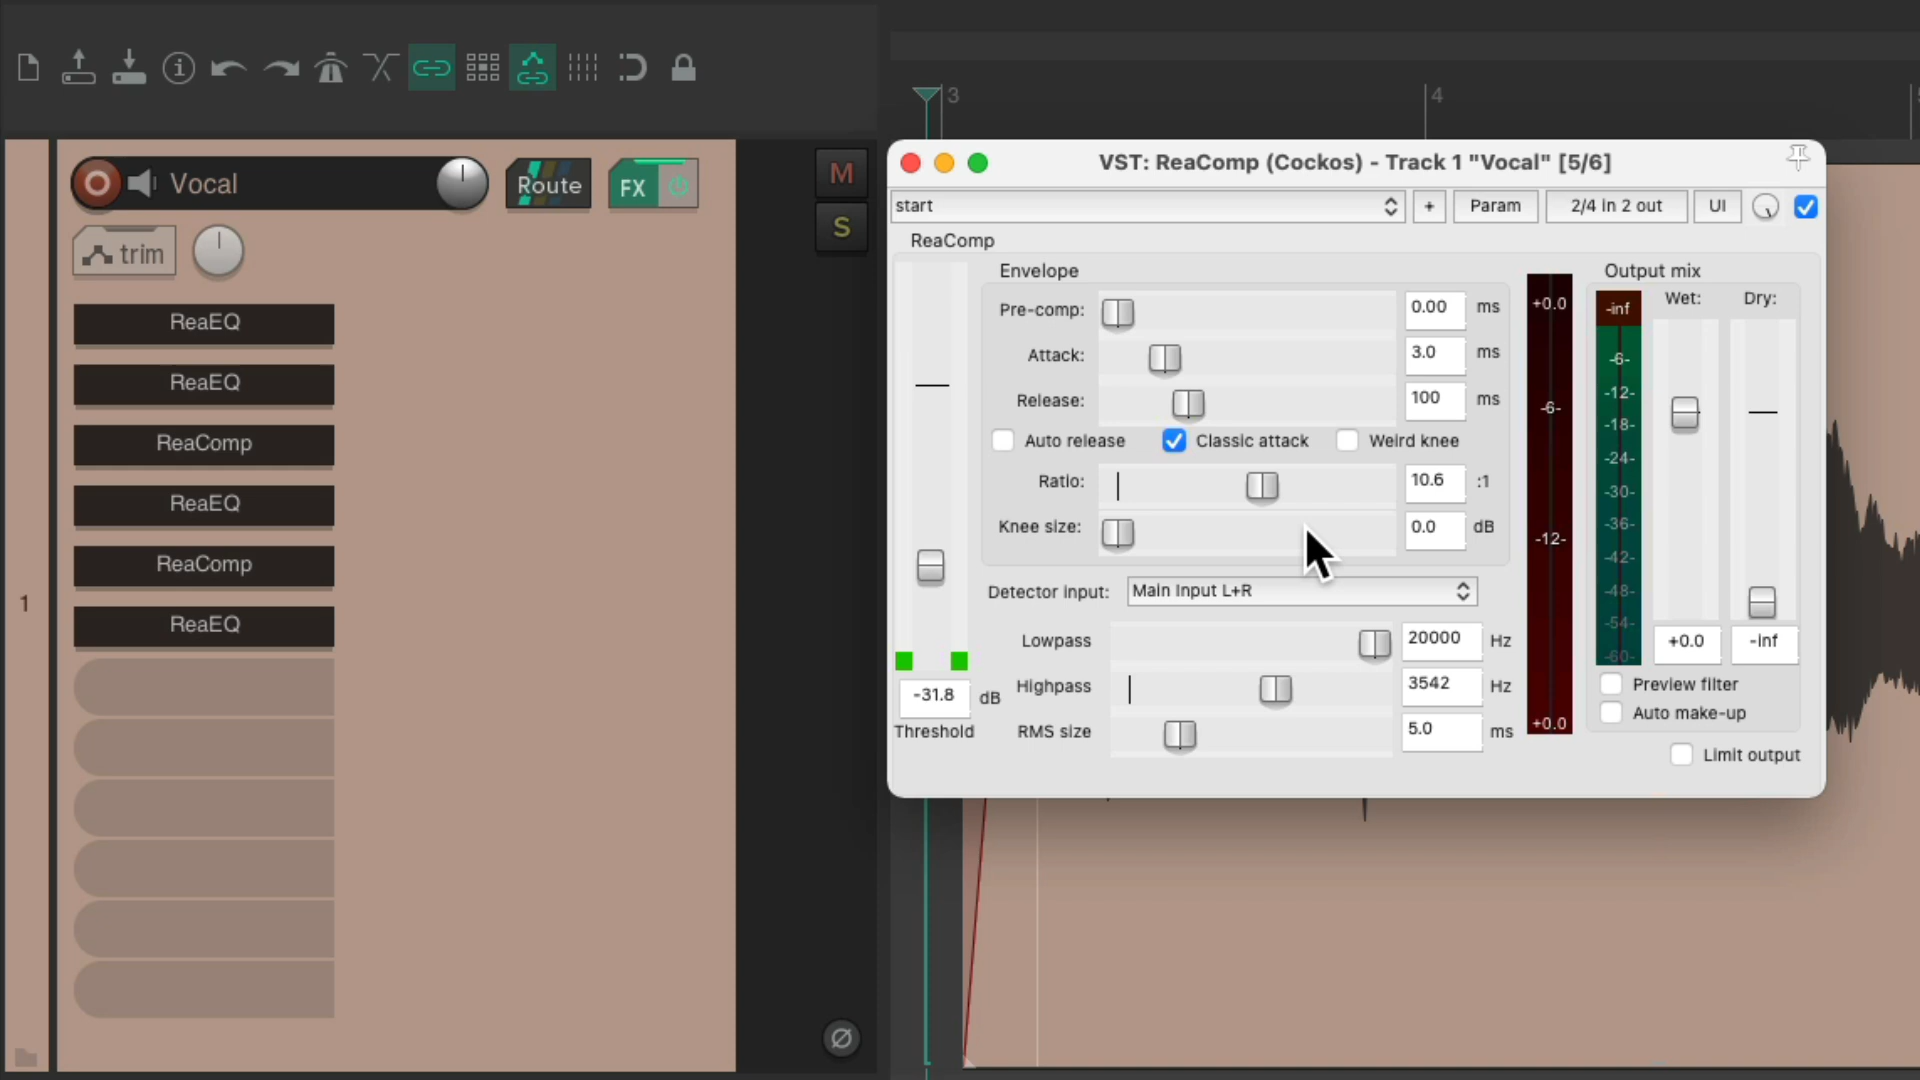 3
4
Vocal
Route
FX
trim
M
S
ReaEQ
ReaEQ
ReaComp
ReaEQ
ReaComp
ReaEQ
1
VST: ReaComp (Cockos) - Track 1 "Vocal" [5/6]
start
+
Param
2/4 in 2 out
UI
ReaComp
Envelope
Pre-comp:
0.00
ms
Attack:
3.0
ms
Release:
100
ms
Auto release
Classic attack
Weird knee
Ratio:
10.6
:1
Knee size:
0.0
dB
Detector input:
Main Input L+R
Lowpass
20000
Hz
Highpass
3542
Hz
RMS size
5.0
ms
-31.8
dB
Threshold
+0.0
-6-
-12-
+0.0
Output mix
Wet:
Dry:
-inf
-6-
-12-
-18-
-24-
-30-
-36-
-42-
-48-
-54-
-60-
+0.0
-inf
Preview filter
Auto make-up
Limit output